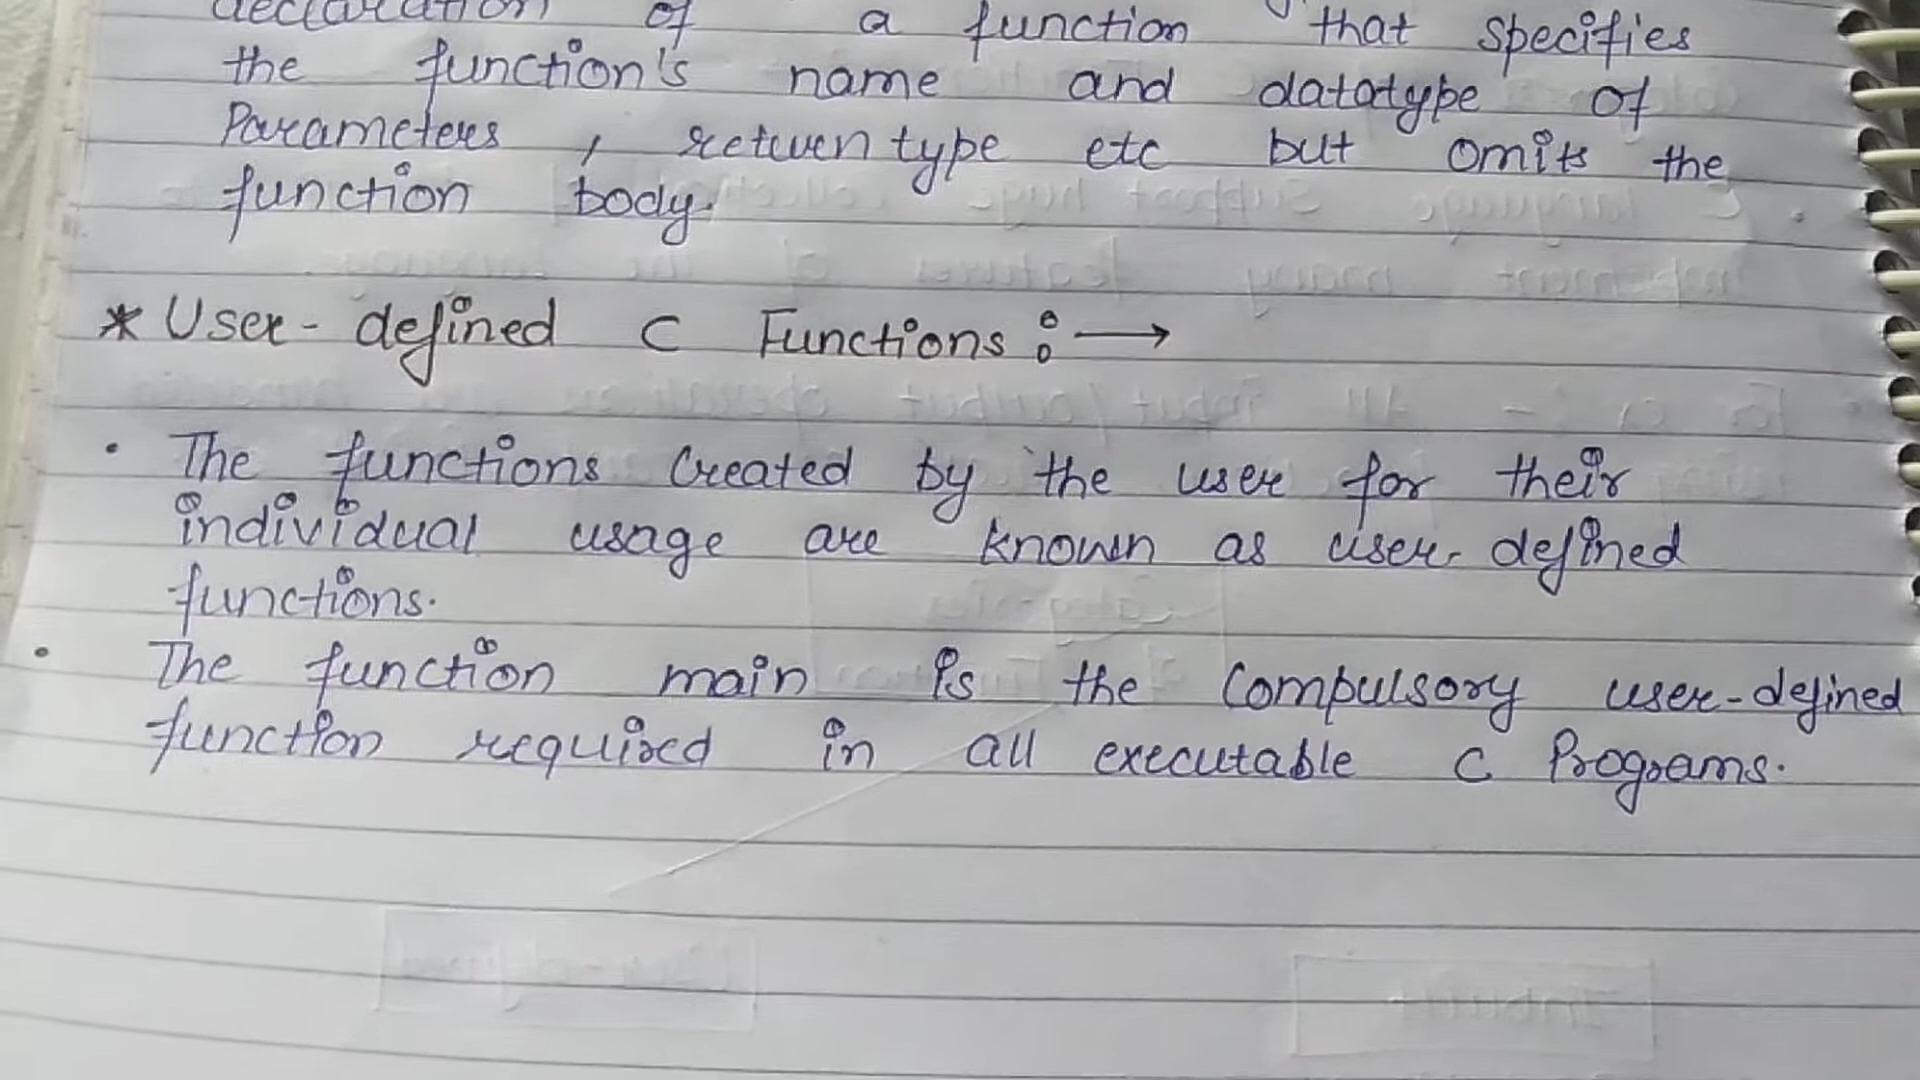 declaration of a function that specifies
the function's name and datatype of
Parameters , return type etc but omits the
function body.
* User-defined C Functions : →
• The functions Created by the user for their
individual usage are known as user-defined
functions.
• The function main is the Compulsory user-defined
function required in all executable C Programs.